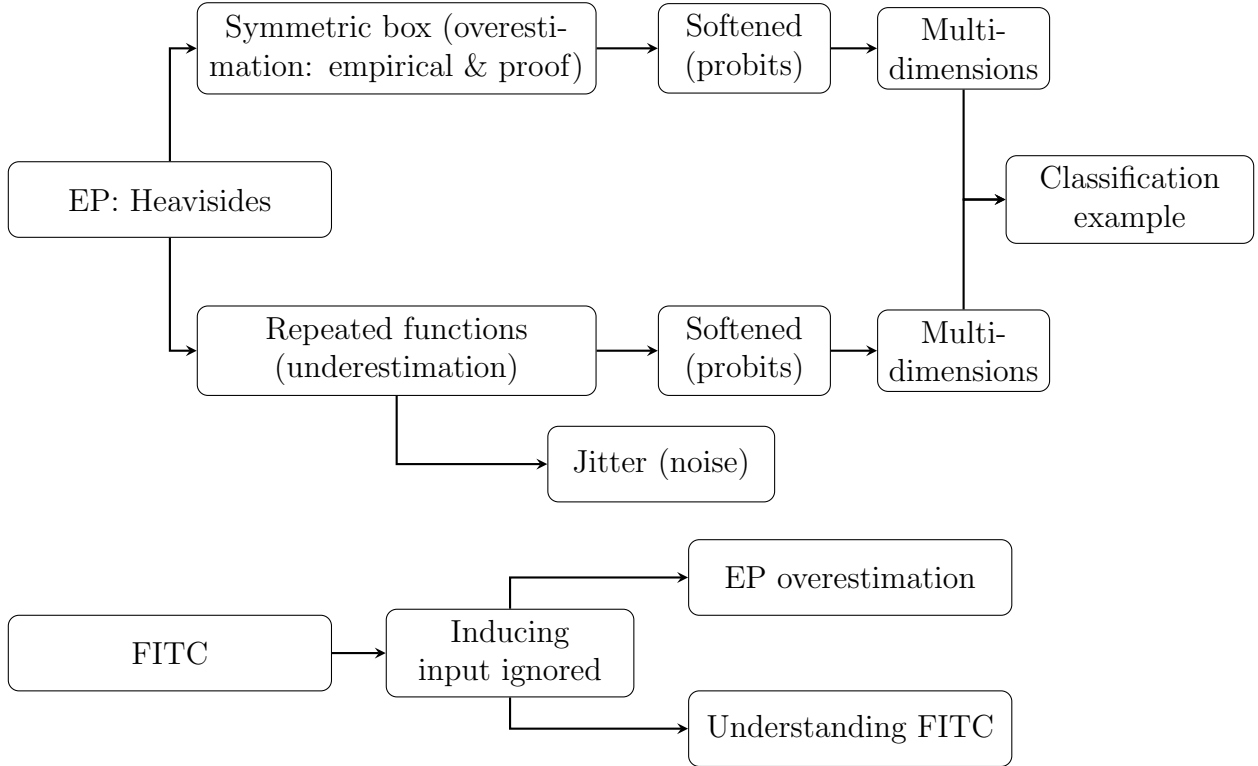 Symmetric box (overesti-
mation: empirical & proof)
Softened
(probits)
Multi-
dimensions
EP: Heavisides
Classification
example
Repeated functions
(underestimation)
Softened
(probits)
Multi-
dimensions
Jitter (noise)
EP overestimation
FITC
Inducing
input ignored
Understanding FITC